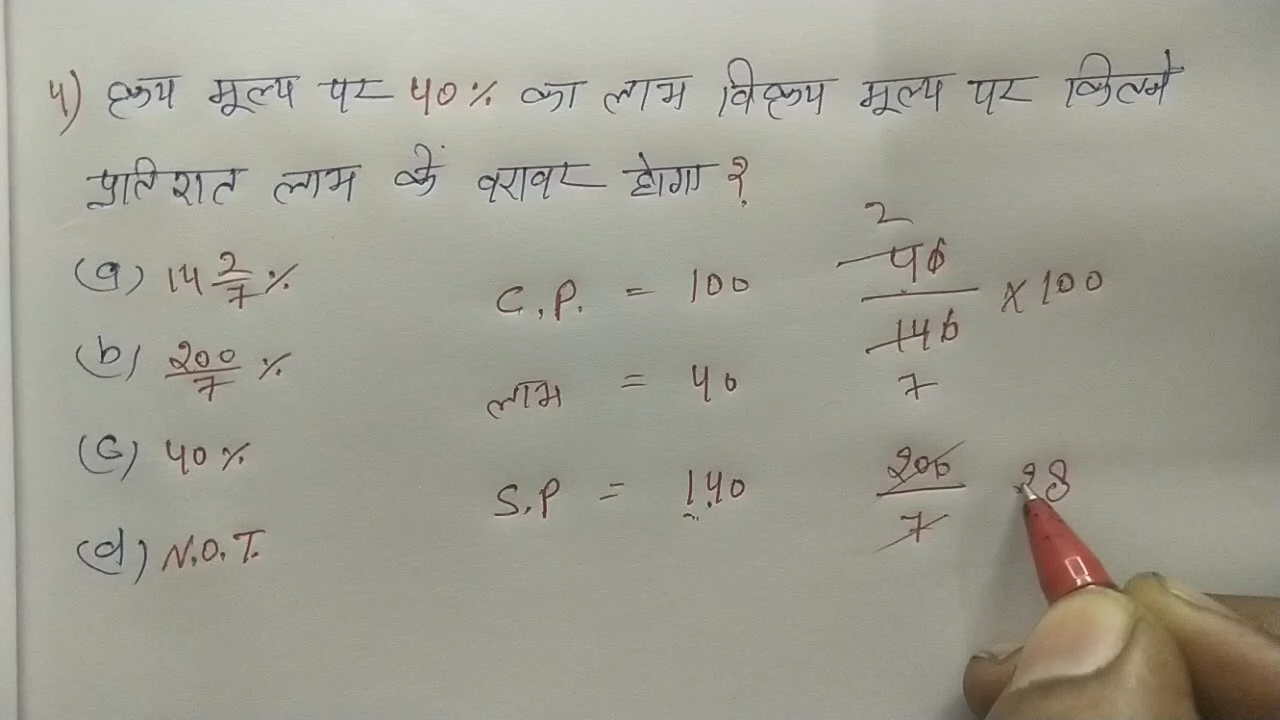 4) क्रय मूल्य पर 40% का लाभ विक्रय मूल्य पर कितने
प्रतिशत लाभ के बराबर होगा ?
(a) 14 2/7 %
(b) 200/7 %
(c) 40%
(d) N.O.T.
C.P. = 100
लाभ = 40
S.P = 140
2
40/140 × 100
7
200/7 28